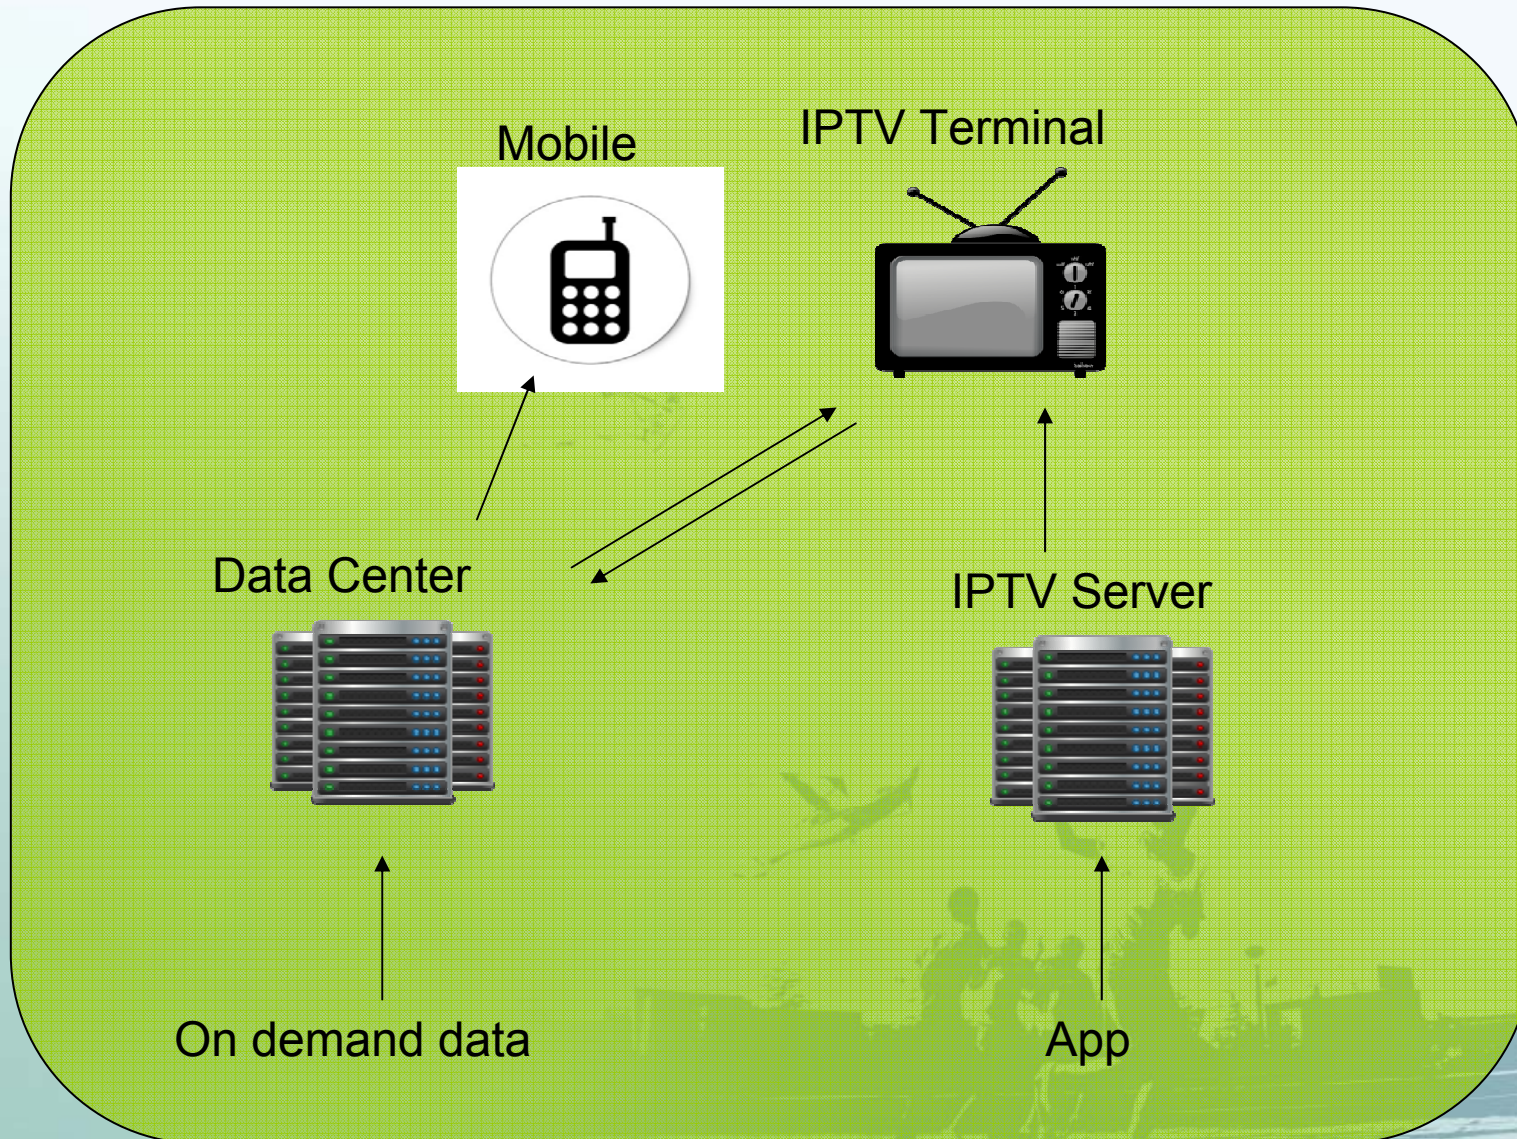 Mobile
IPTV Terminal
Data Center
IPTV Server
On demand data
App